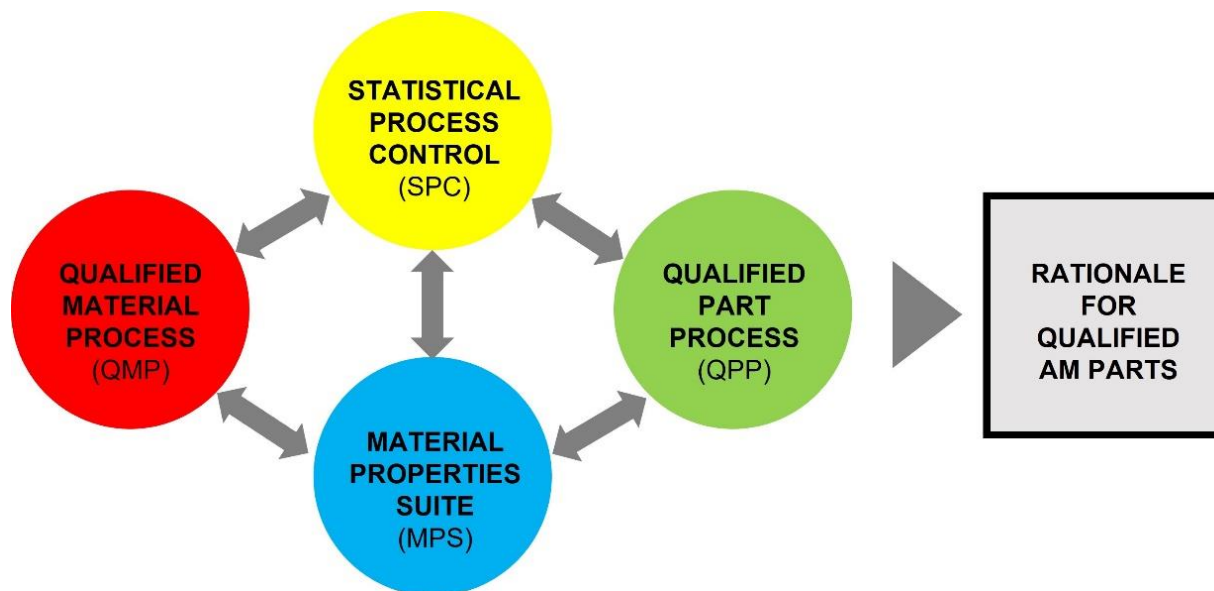 STATISTICAL
PROCESS
CONTROL
(SPC)
QUALIFIED
MATERIAL
PROCESS
(QMP)
QUALIFIED
PART
PROCESS
(QPP)
MATERIAL
PROPERTIES
SUITE
(MPS)
RATIONALE
FOR
QUALIFIED
AM PARTS